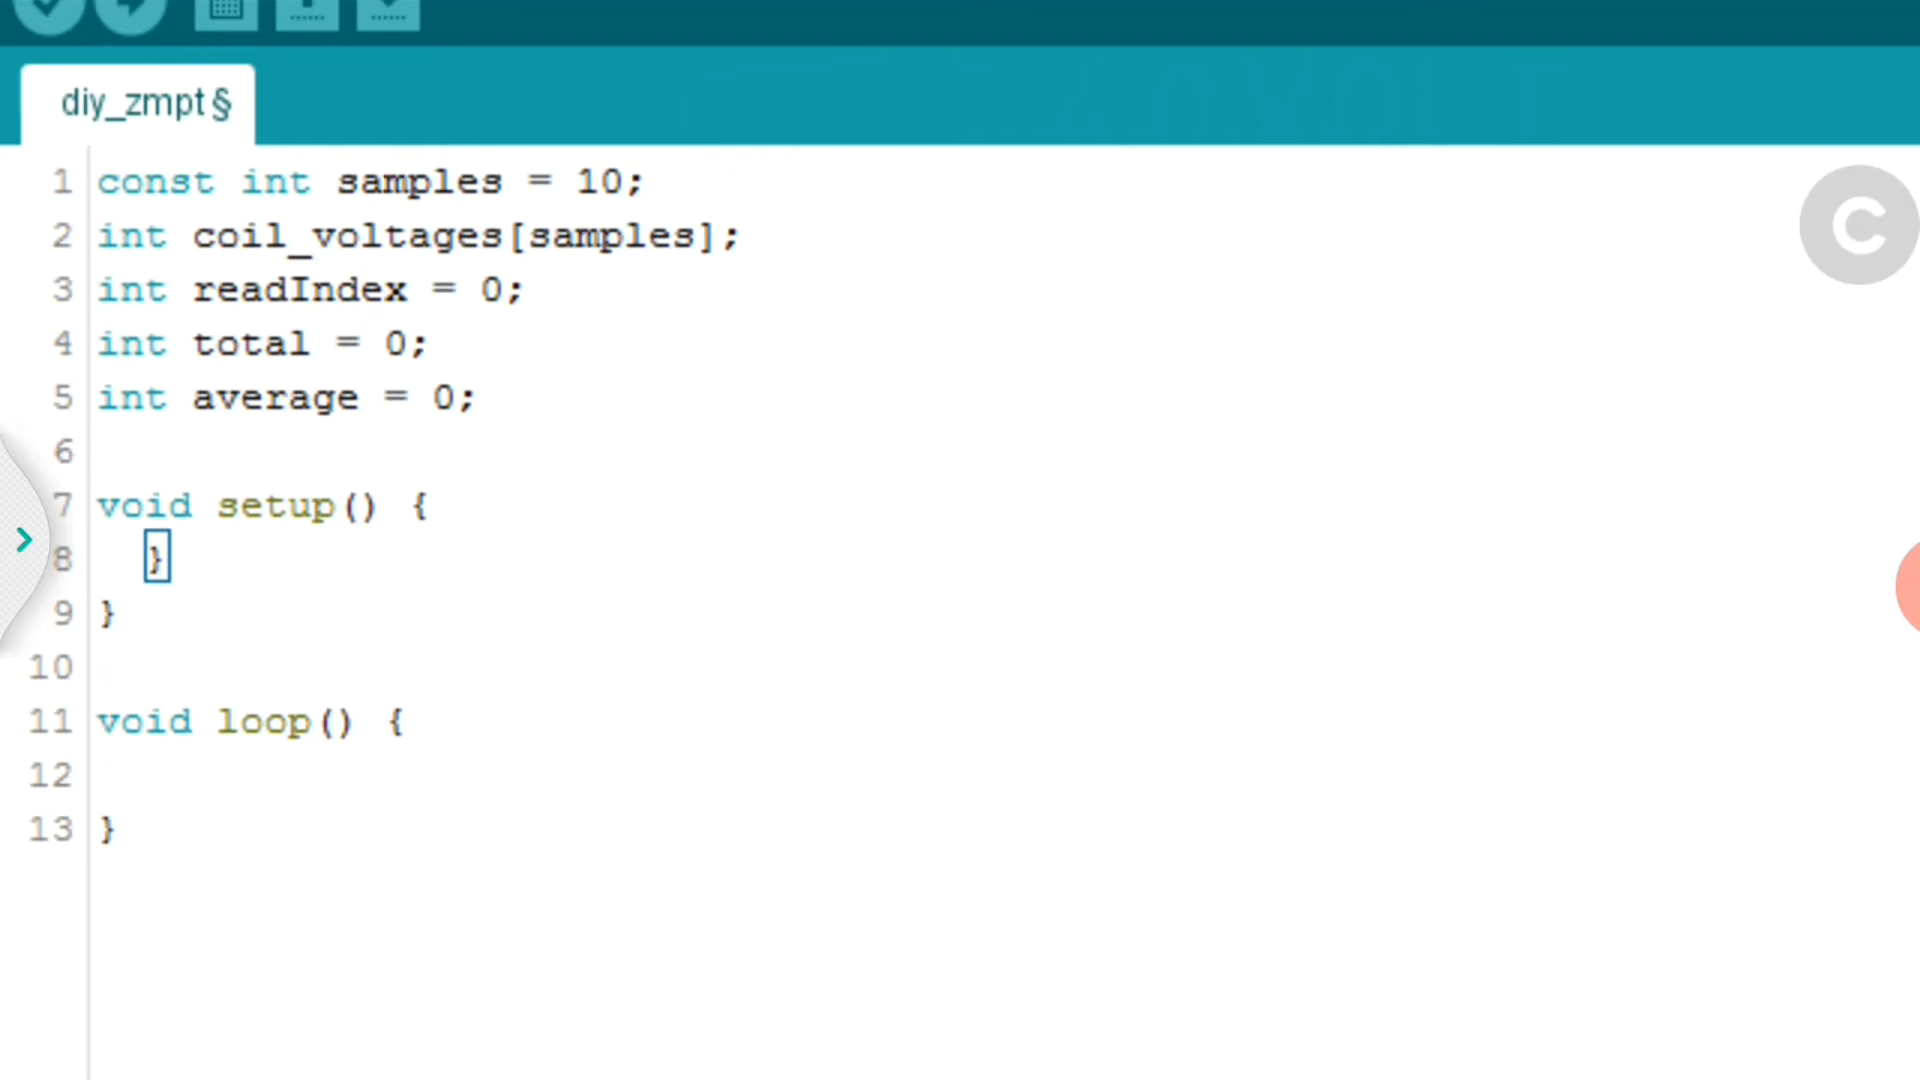 diy_zmpt §
1 const int samples = 10;
2 int coil_voltages[samples];
3 int readIndex = 0;
4 int total = 0;
5 int average = 0;
6
7 void setup() {
8 }
9 }
10
11 void loop() {
12
13 }
C